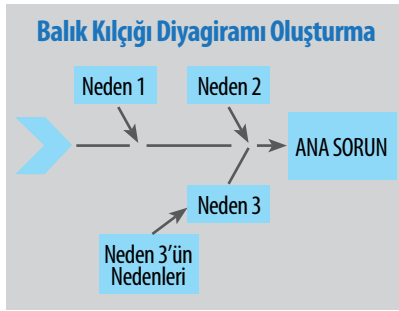 Balık Kılçığı Diyagiramı Oluşturma
Neden 1
Neden 2
ANA SORUN
Neden 3
Neden 3'ün
Nedenleri